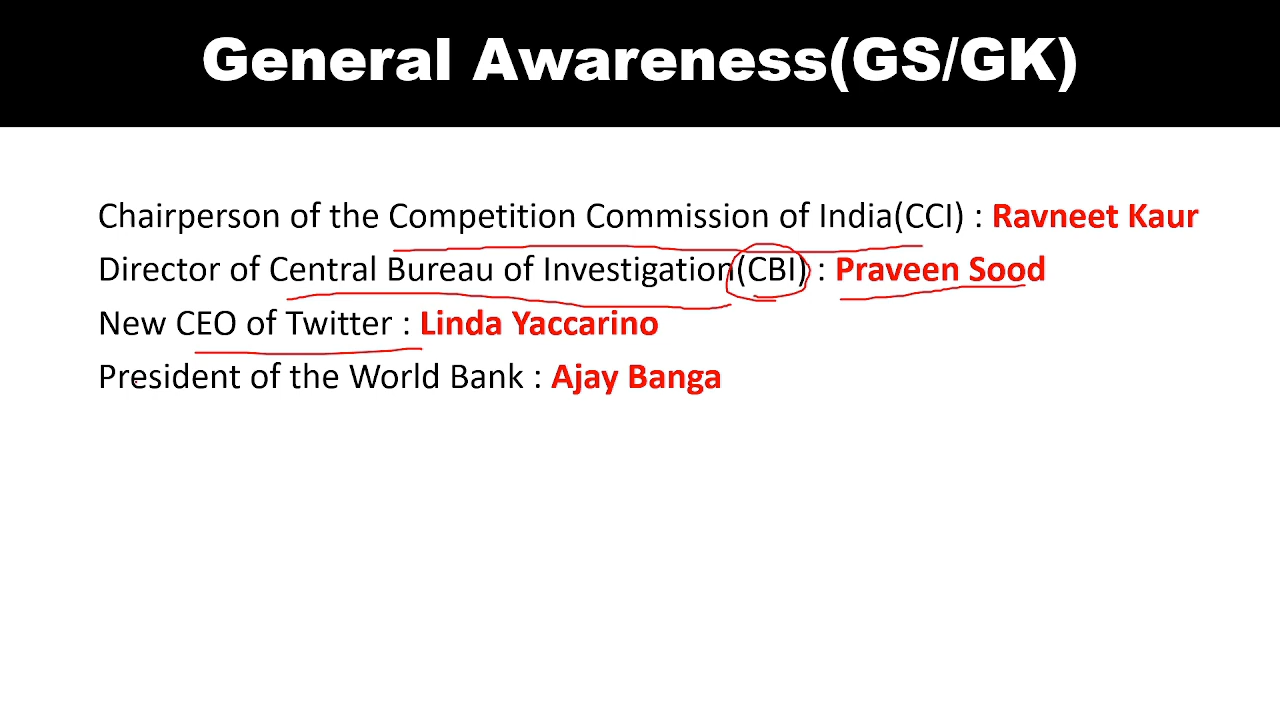 General Awareness(GS/GK)
Chairperson of the Competition Commission of India(CCI) : Ravneet Kaur
Director of Central Bureau of Investigation(CBI) : Praveen Sood
New CEO of Twitter : Linda Yaccarino
President of the World Bank : Ajay Banga